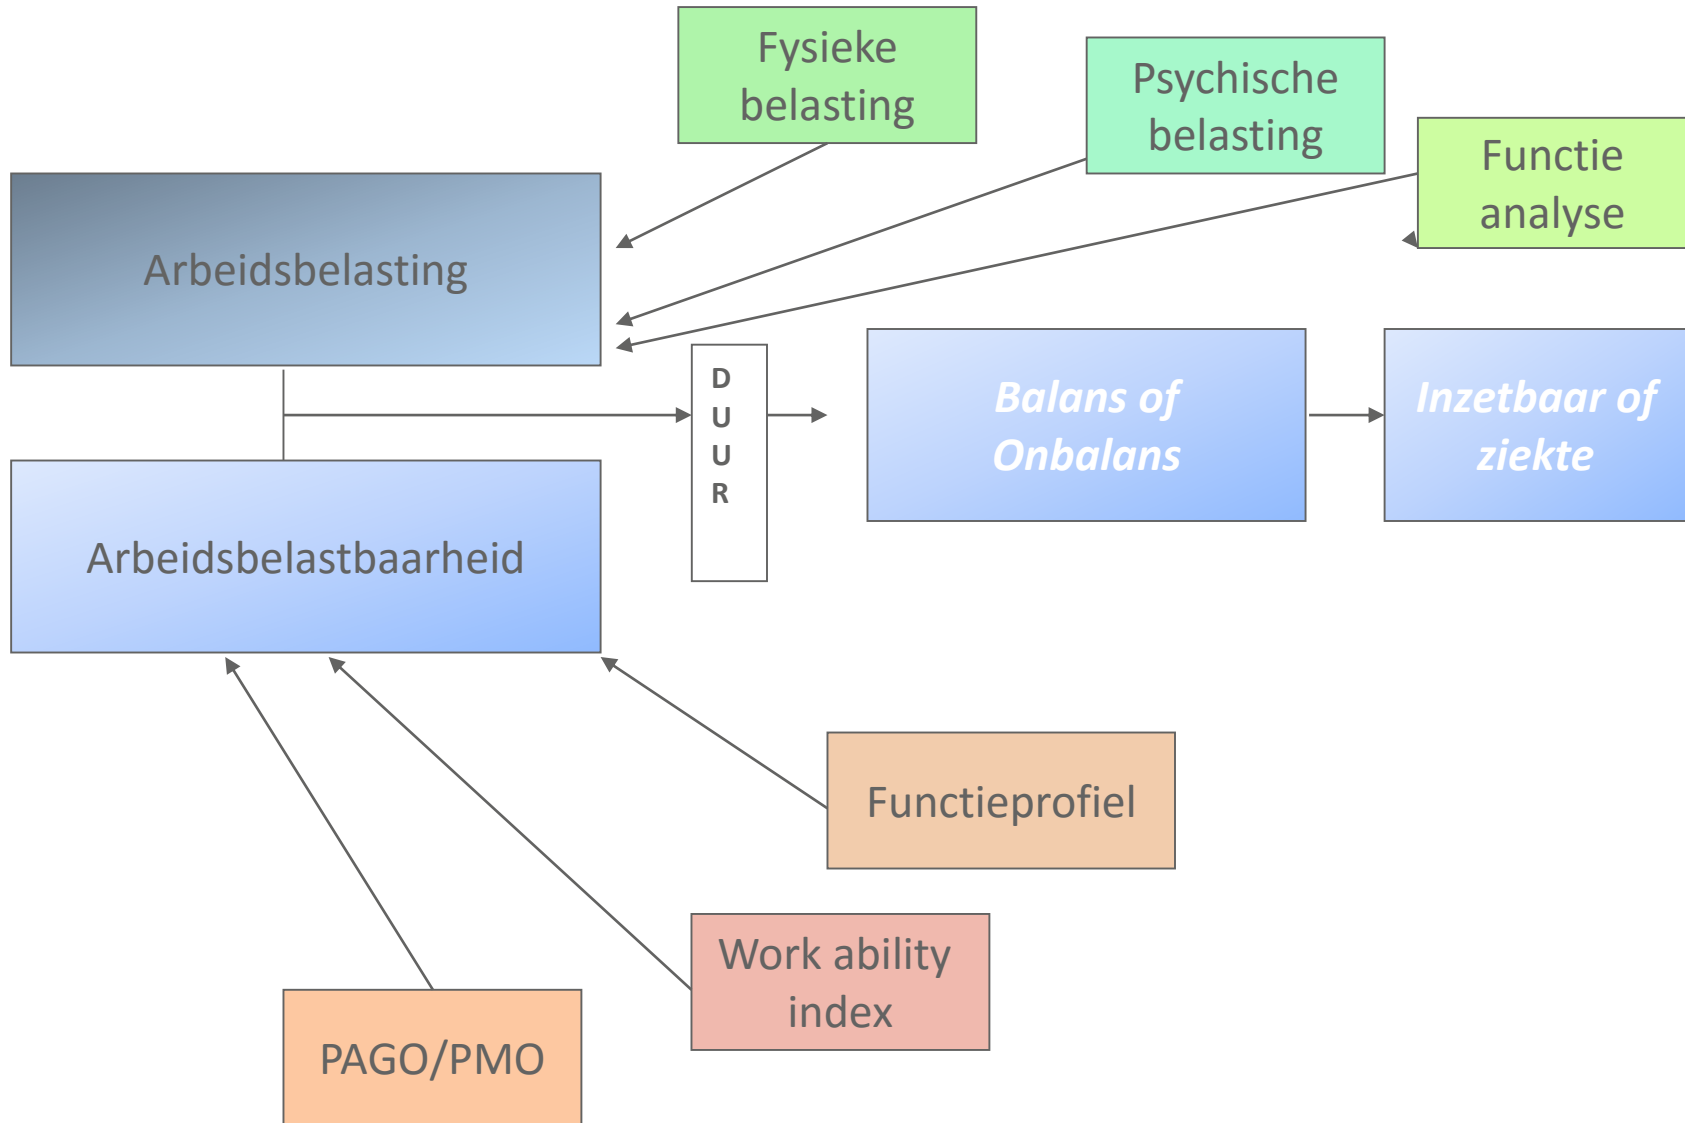 Fysieke
belasting
Psychische
belasting
Functie
analyse
Arbeidsbelasting
D
U
U
R
Balans of
Onbalans
Inzetbaar of
ziekte
Arbeidsbelastbaarheid
Functieprofiel
Work ability
index
PAGO/PMO